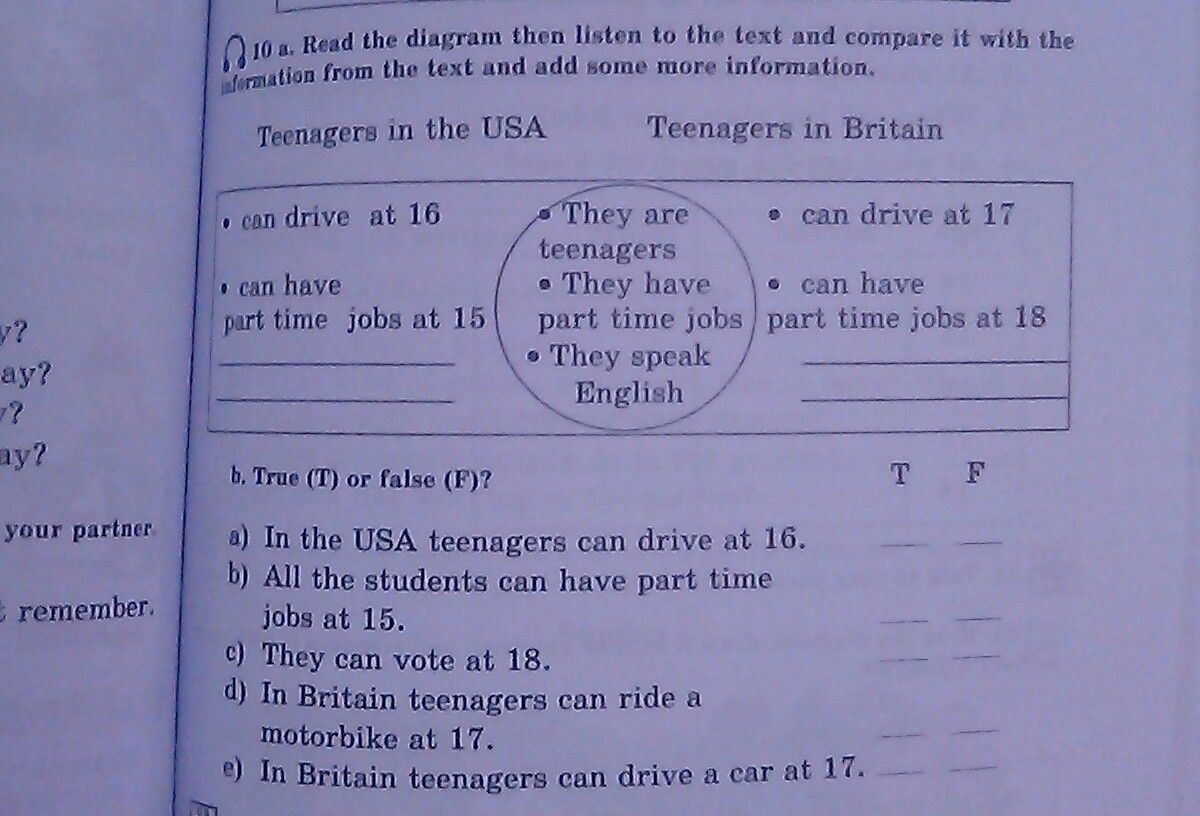 10 a. Read the diagram then listen to the text and compare it with the
information from the text and add some more information.
Teenagers in the USA Teenagers in Britain
• can drive at 16
• can have
part time jobs at 15
• They are
teenagers
• They have
part time jobs
• They speak
English
• can drive at 17
• can have
part time jobs at 18
b. True (T) or false (F)? T F
a) In the USA teenagers can drive at 16.
b) All the students can have part time
jobs at 15.
c) They can vote at 18.
d) In Britain teenagers can ride a
motorbike at 17.
e) In Britain teenagers can drive a car at 17.
y?
ay?
y?
ay?
your partner
remember.